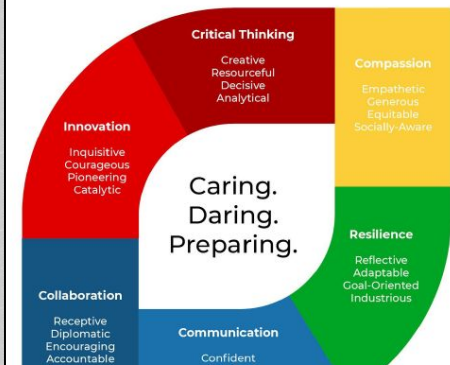 Critical Thinking
Creative
Resourceful
Decisive
Analytical
Compassion
Empathetic
Generous
Equitable
Socially-Aware
Innovation
Inquisitive
Courageous
Pioneering
Catalytic
Caring.
Daring.
Preparing.
Resilience
Reflective
Adaptable
Goal-Oriented
Industrious
Collaboration
Receptive
Diplomatic
Encouraging
Accountable
Communication
Confident